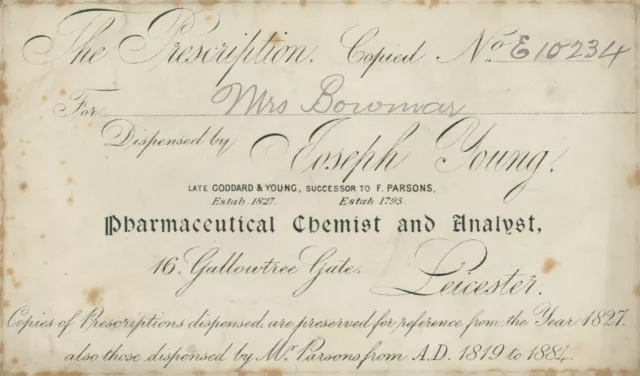 The Prescription. Copied No. E10234
For Mrs Bowmar
Dispensed by Joseph Young,
LATE GODDARD & YOUNG, SUCCESSOR TO F. PARSONS,
Estab. 1827. Estab. 1793.
Pharmaceutical Chemist and Analyst,
16, Gallowtree Gate, Leicester.
Copies of Prescriptions dispensed, are preserved for reference from the Year 1827.
also those dispensed by Mr. Parsons from A.D. 1819 to 1884.